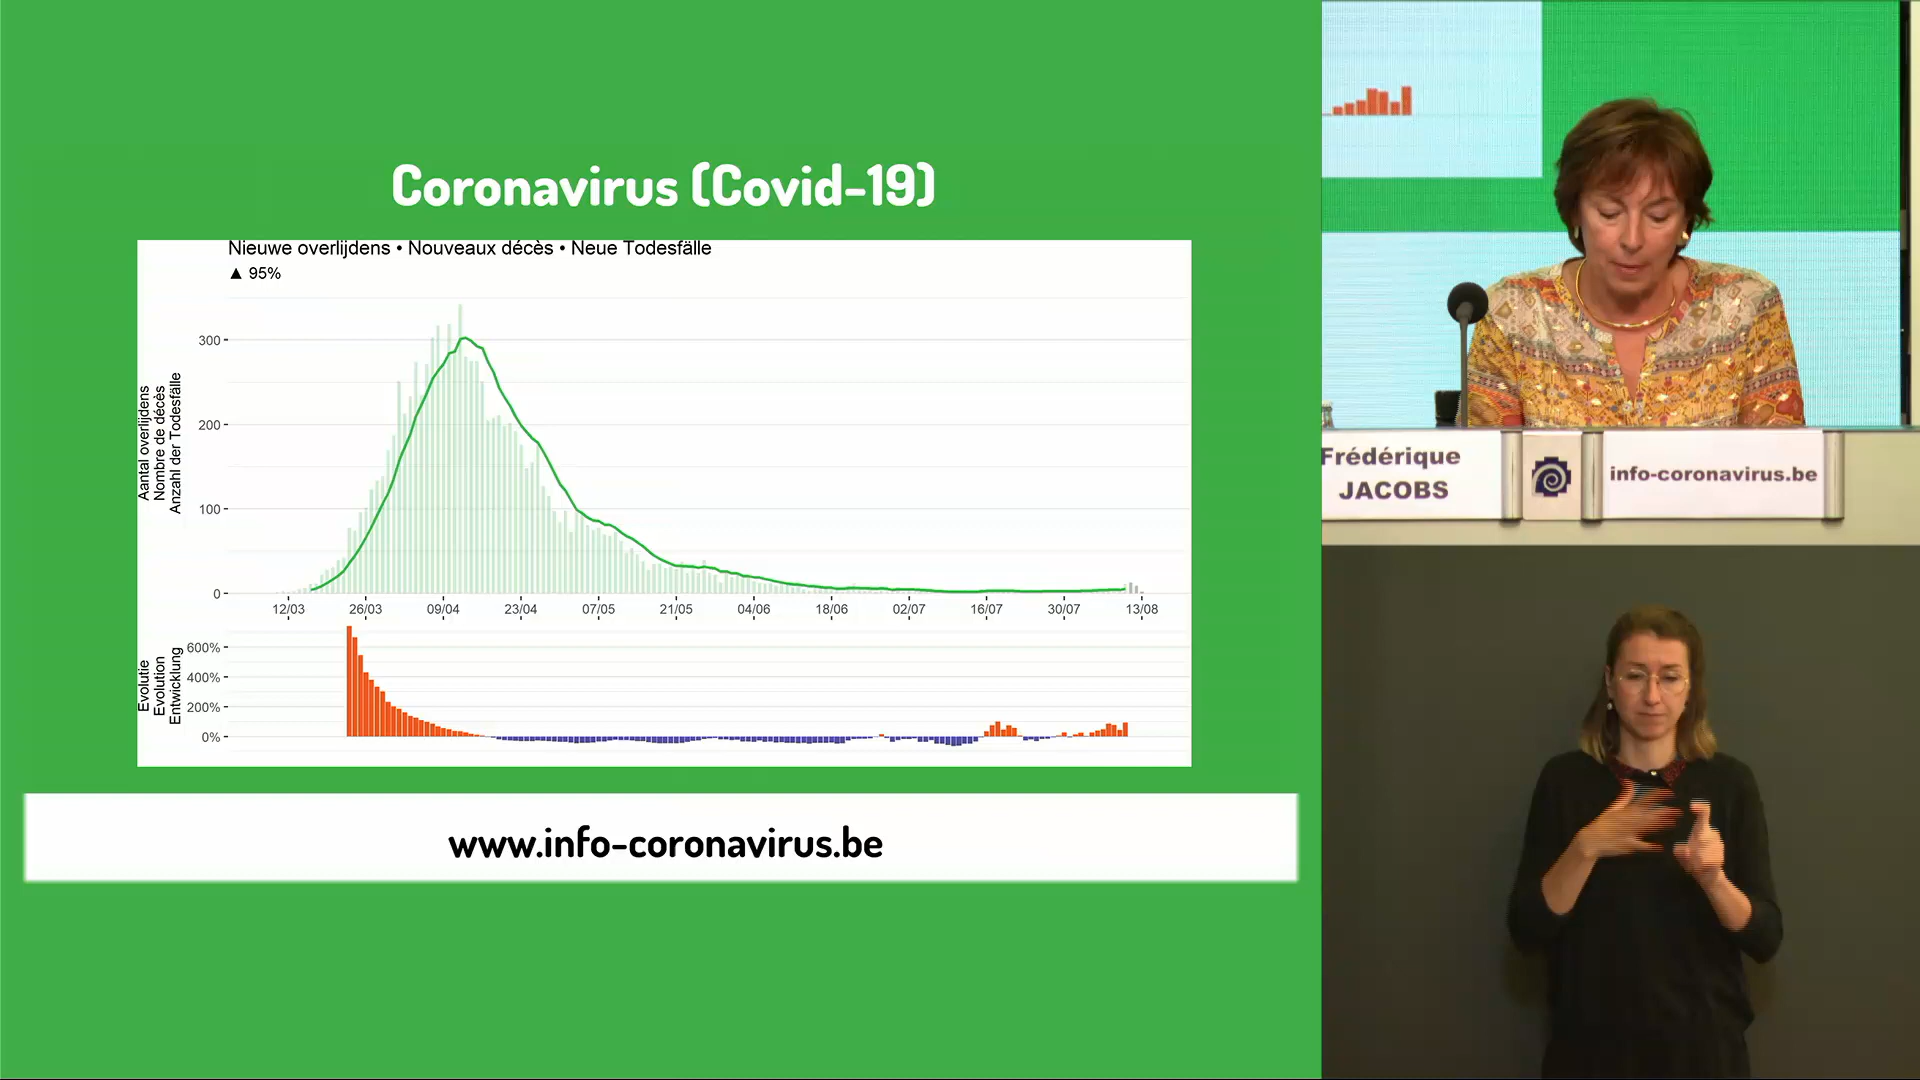 Coronavirus (Covid-19)
Nieuwe overlijdens • Nouveaux décès • Neue Todesfälle
▲ 95%
Aantal overlijdens
Nombre de décès
Anzahl der Todesfälle
300
200
100
0
12/03 26/03 09/04 23/04 07/05 21/05 04/06 18/06 02/07 16/07 30/07 13/08
Evolutie
Evolution
Entwicklung
600%
400%
200%
0%
www.info-coronavirus.be
Frédérique
JACOBS
info-coronavirus.be